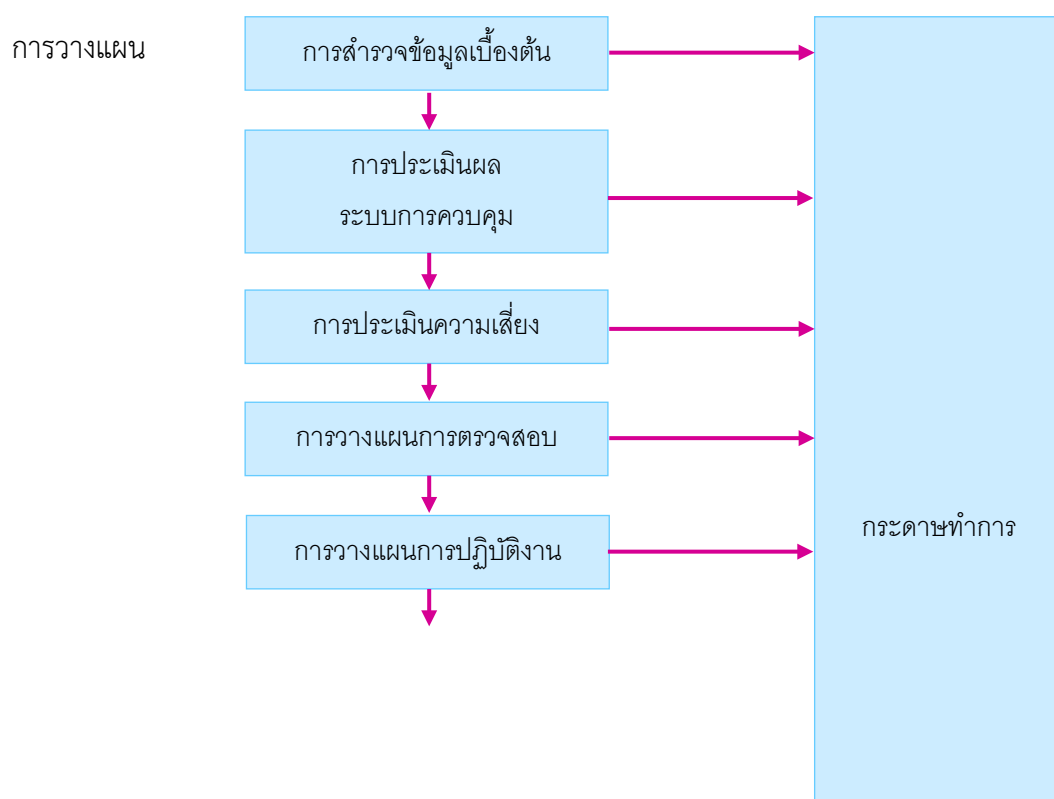 การวางแผน
การสำรวจข้อมูลเบื้องต้น
การประเมินผล
ระบบการควบคุม
การประเมินความเสี่ยง
การวางแผนการตรวจสอบ
การวางแผนการปฏิบัติงาน
กระดาษทำการ